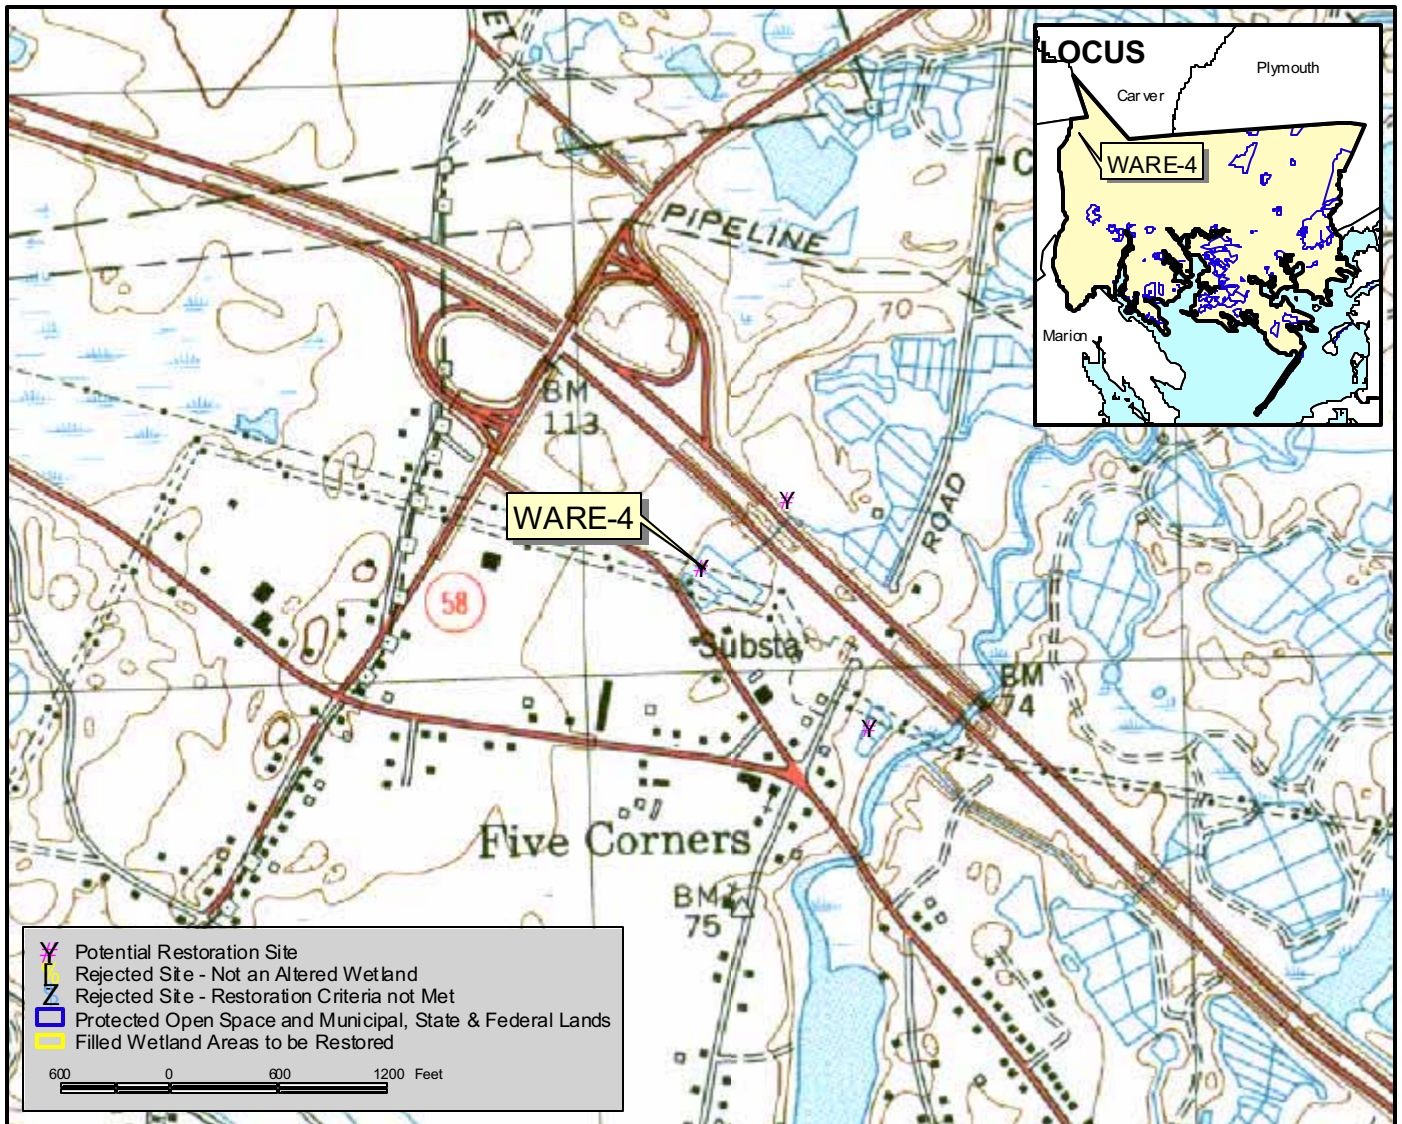 LOCUS
Plymouth
Carver
WARE-4
Marion
ET
C
PIPELINE
70
BM
113
ROAD
WARE-4
58
Substa
BM
74
Five Corners
BM
75
Potential Restoration Site
Rejected Site - Not an Altered Wetland
Rejected Site - Restoration Criteria not Met
Protected Open Space and Municipal, State & Federal Lands
Filled Wetland Areas to be Restored
600 0 600 1200 Feet